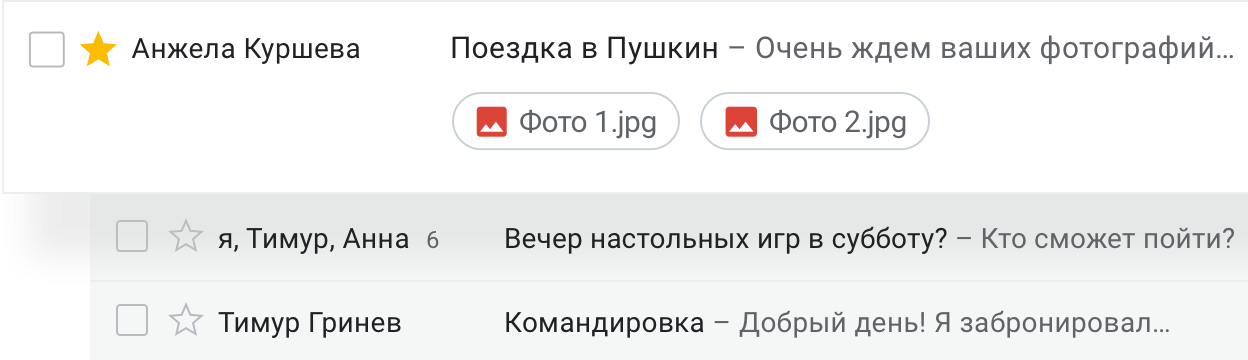 Анжела Куршева Поездка в Пушкин – Очень ждем ваших фотографий...
Фото 1.jpg Фото 2.jpg
я, Тимур, Анна 6 Вечер настольных игр в субботу? – Кто сможет пойти?
Тимур Гринев Командировка – Добрый день! Я забронировал...